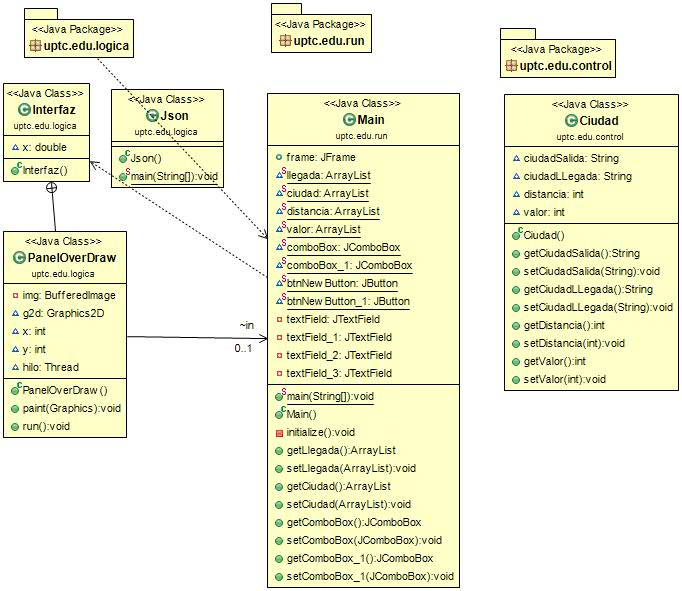 <<Java Package>>
uptc.edu.logica
<<Java Package>>
uptc.edu.run
<<Java Package>>
uptc.edu.control
<<Java Class>>
Interfaz
uptc.edu.logica
x: double
Interfaz()
<<Java Class>>
Json
uptc.edu.logica
Json()
main(String[]):void
<<Java Class>>
PanelOverDraw
uptc.edu.logica
img: BufferedImage
g2d: Graphics2D
x: int
y: int
hilo: Thread
PanelOverDraw()
paint(Graphics):void
run():void
~in
0..1
<<Java Class>>
Main
uptc.edu.run
frame: JFrame
llegada: ArrayList
ciudad: ArrayList
distancia: ArrayList
valor: ArrayList
comboBox: JComboBox
comboBox_1: JComboBox
btnNew Button: JButton
btnNew Button_1: JButton
textField: JTextField
textField_1: JTextField
textField_2: JTextField
textField_3: JTextField
main(String[]):void
Main()
initialize():void
getLlegada():ArrayList
setLlegada(ArrayList):void
getCiudad():ArrayList
setCiudad(ArrayList):void
getComboBox():JComboBox
setComboBox(JComboBox):void
getComboBox_1():JComboBox
setComboBox_1(JComboBox):void
<<Java Class>>
Ciudad
uptc.edu.control
ciudadSalida: String
ciudadLLegada: String
distancia: int
valor: int
Ciudad()
getCiudadSalida():String
setCiudadSalida(String):void
getCiudadLLegada():String
setCiudadLLegada(String):void
getDistancia():int
setDistancia(int):void
getValor():int
setValor(int):void